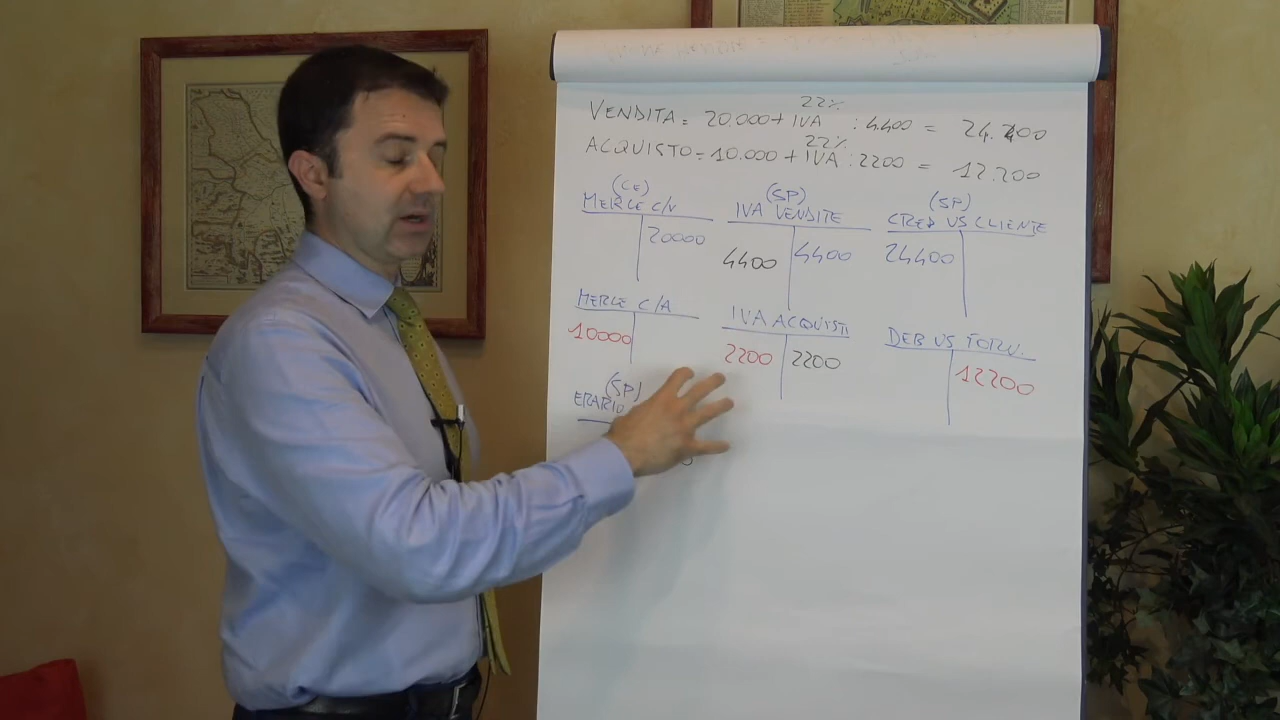 VENDITA = 20.000 + IVA 22% : 4400 = 24.400
ACQUISTO = 10.000 + IVA 22% : 2200 = 12.200
(CE) (SP) (SP)
MERCE C/V IVA VENDITE CRED VS CLIENTE
20000 4400 4400 24400
MERCE C/A IVA ACQUISTI DEB VS FORN.
10000 2200 2200 12200
(SP)
ERARIO